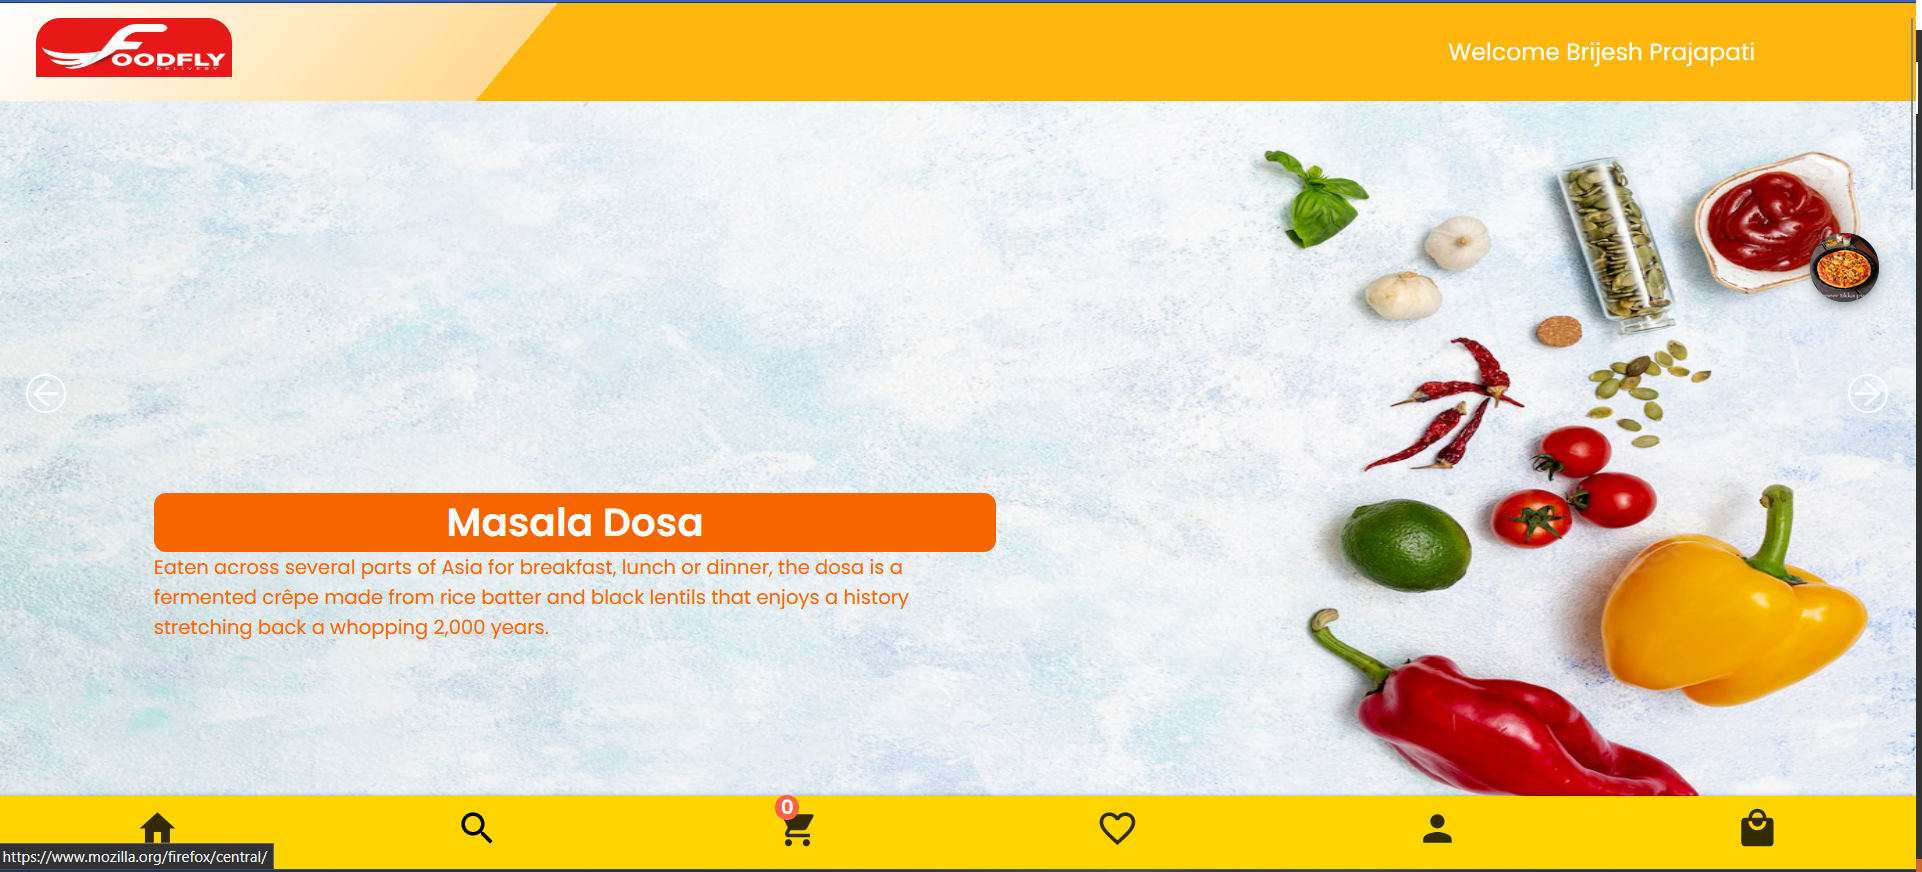 FOODFLY
DELIVERY
Welcome Brijesh Prajapati
Masala Dosa
Eaten across several parts of Asia for breakfast, lunch or dinner, the dosa is a
fermented crêpe made from rice batter and black lentils that enjoys a history
stretching back a whopping 2,000 years.
0
https://www.mozilla.org/firefox/central/